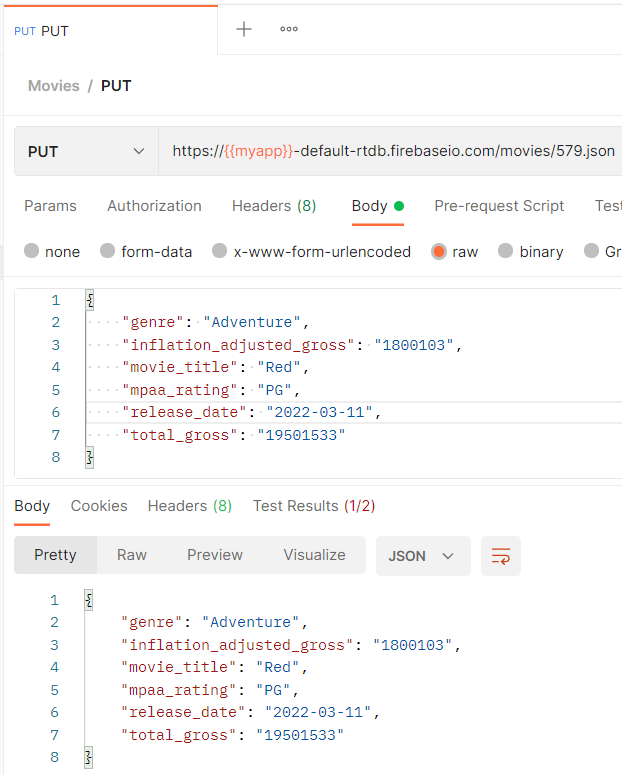 PUT PUT
Movies / PUT
PUT https://{{myapp}}-default-rtdb.firebaseio.com/movies/579.json
Params Authorization Headers (8) Body Pre-request Script Test
none form-data x-www-form-urlencoded raw binary Gr
1 {
2 ····"genre":·"Adventure",
3 ····"inflation_adjusted_gross":·"1800103",
4 ····"movie_title":·"Red",
5 ····"mpaa_rating":·"PG",
6 ····"release_date":·"2022-03-11",
7 ····"total_gross":·"19501533"
8 }
Body Cookies Headers (8) Test Results (1/2)
Pretty Raw Preview Visualize JSON
1 {
2 "genre": "Adventure",
3 "inflation_adjusted_gross": "1800103",
4 "movie_title": "Red",
5 "mpaa_rating": "PG",
6 "release_date": "2022-03-11",
7 "total_gross": "19501533"
8 }